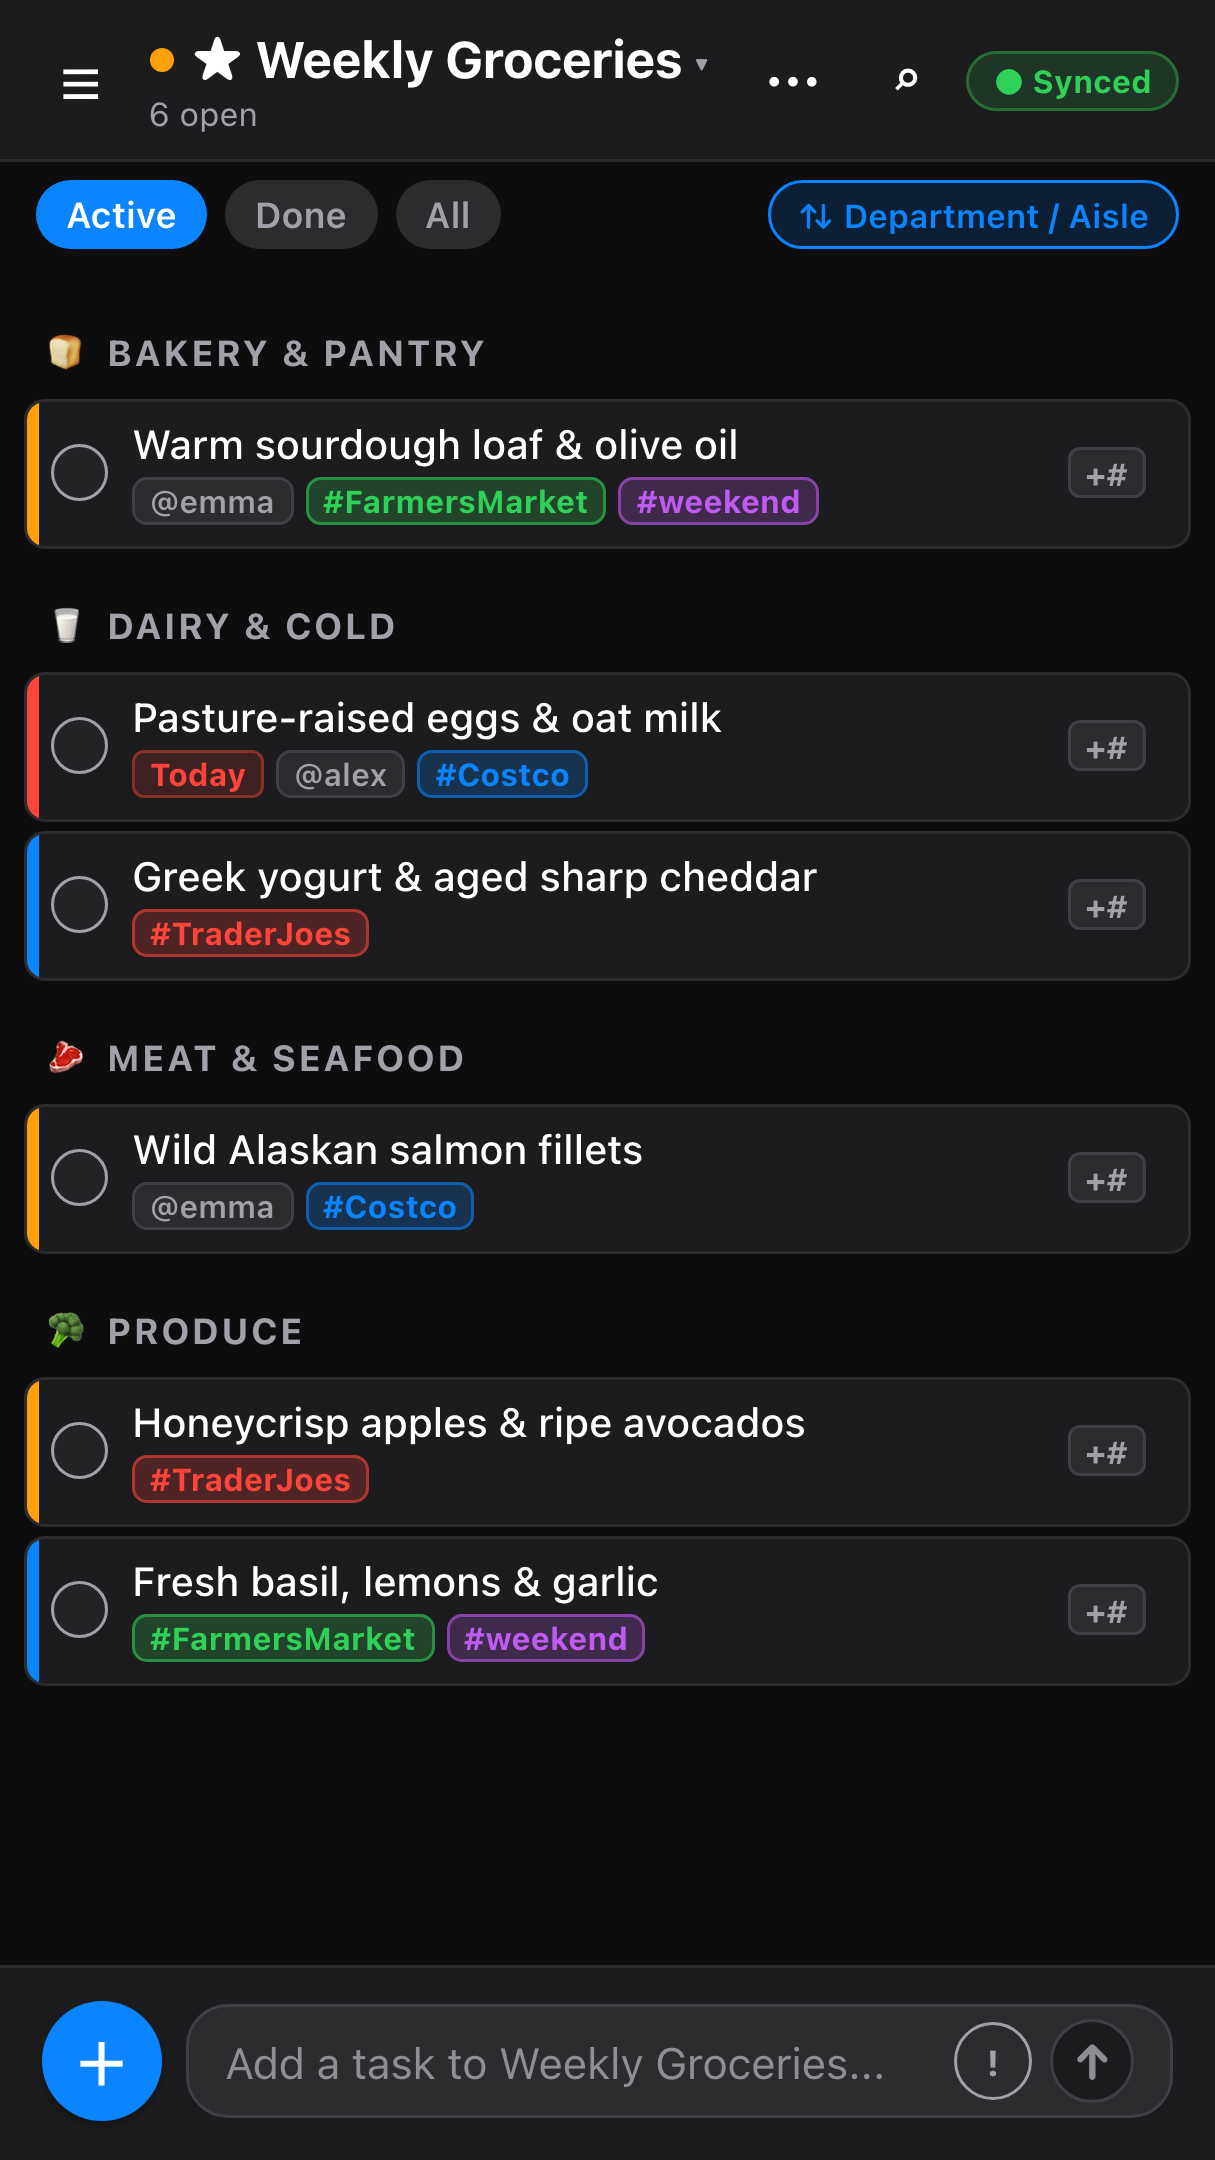 ★ Weekly Groceries ▾
6 open
Synced
Active
Done
All
↑↓ Department / Aisle
BAKERY & PANTRY
Warm sourdough loaf & olive oil
@emma #FarmersMarket #weekend
+#
DAIRY & COLD
Pasture-raised eggs & oat milk
Today @alex #Costco
+#
Greek yogurt & aged sharp cheddar
#TraderJoes
+#
MEAT & SEAFOOD
Wild Alaskan salmon fillets
@emma #Costco
+#
PRODUCE
Honeycrisp apples & ripe avocados
#TraderJoes
+#
Fresh basil, lemons & garlic
#FarmersMarket #weekend
+#
Add a task to Weekly Groceries...
!